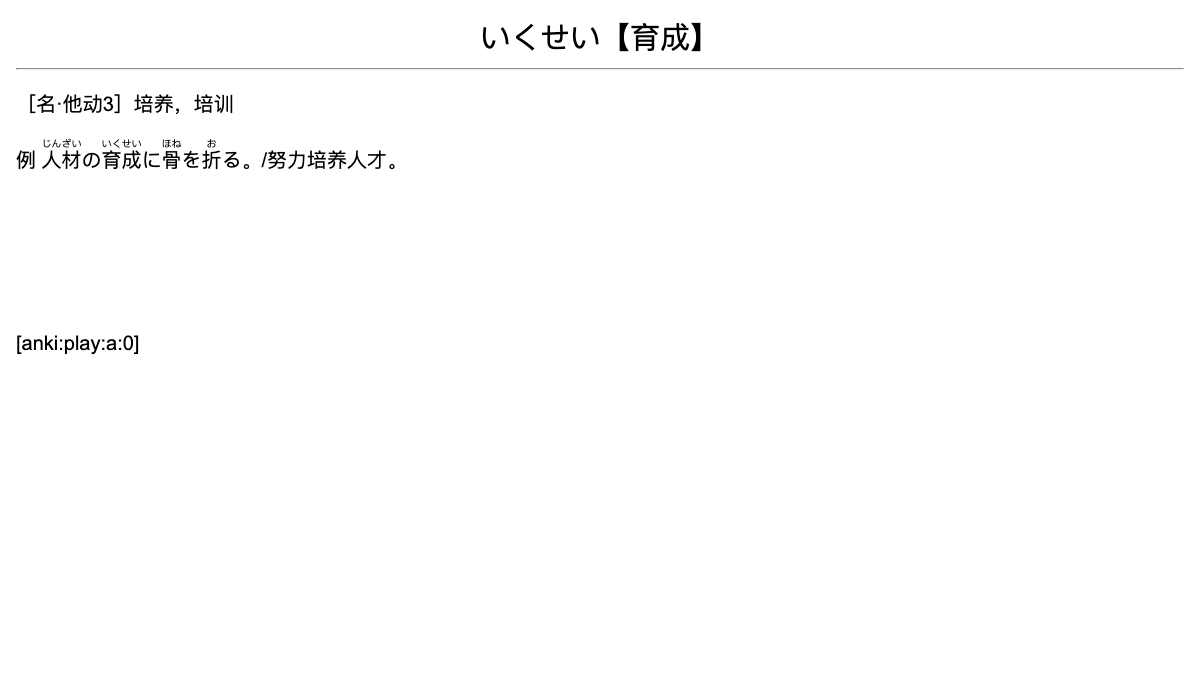 いくせい【育成】
［名·他动3］培养，培训
じんざい いくせい ほね お
例 人材の育成に骨を折る。/努力培养人才。
[anki:play:a:0]